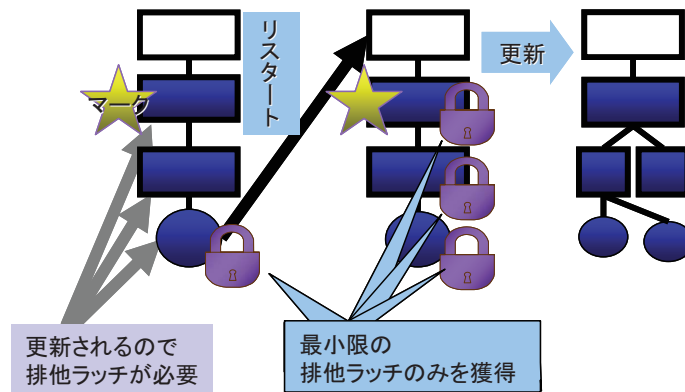 リスタート
更新
マーク
更新されるので
排他ラッチが必要
最小限の
排他ラッチのみを獲得